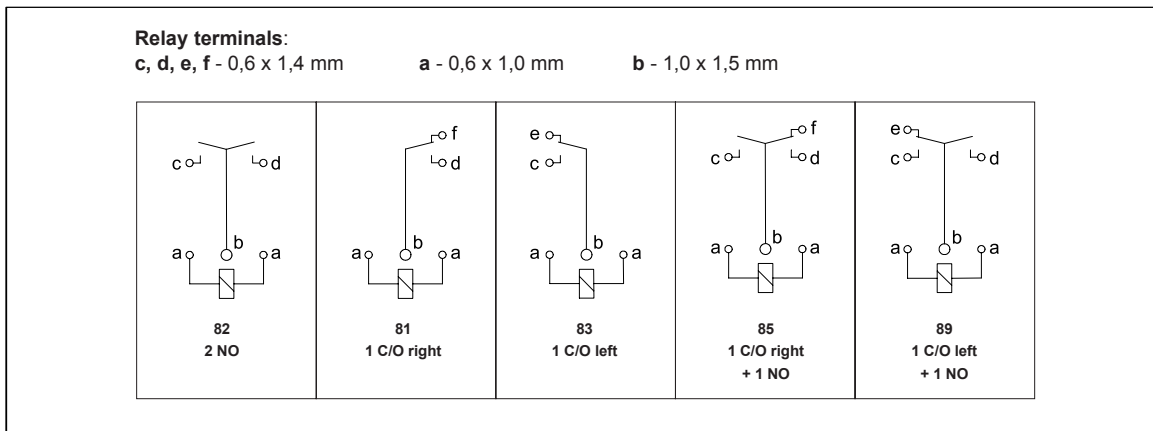 Relay terminals:
c, d, e, f - 0,6 x 1,4 mm a - 0,6 x 1,0 mm b - 1,0 x 1,5 mm
c d
b
a a
82
2 NO
f
d
b
a a
81
1 C/O right
e
c
b
a a
83
1 C/O left
f
c d
b
a a
85
1 C/O right
+ 1 NO
e
c d
b
a a
89
1 C/O left
+ 1 NO